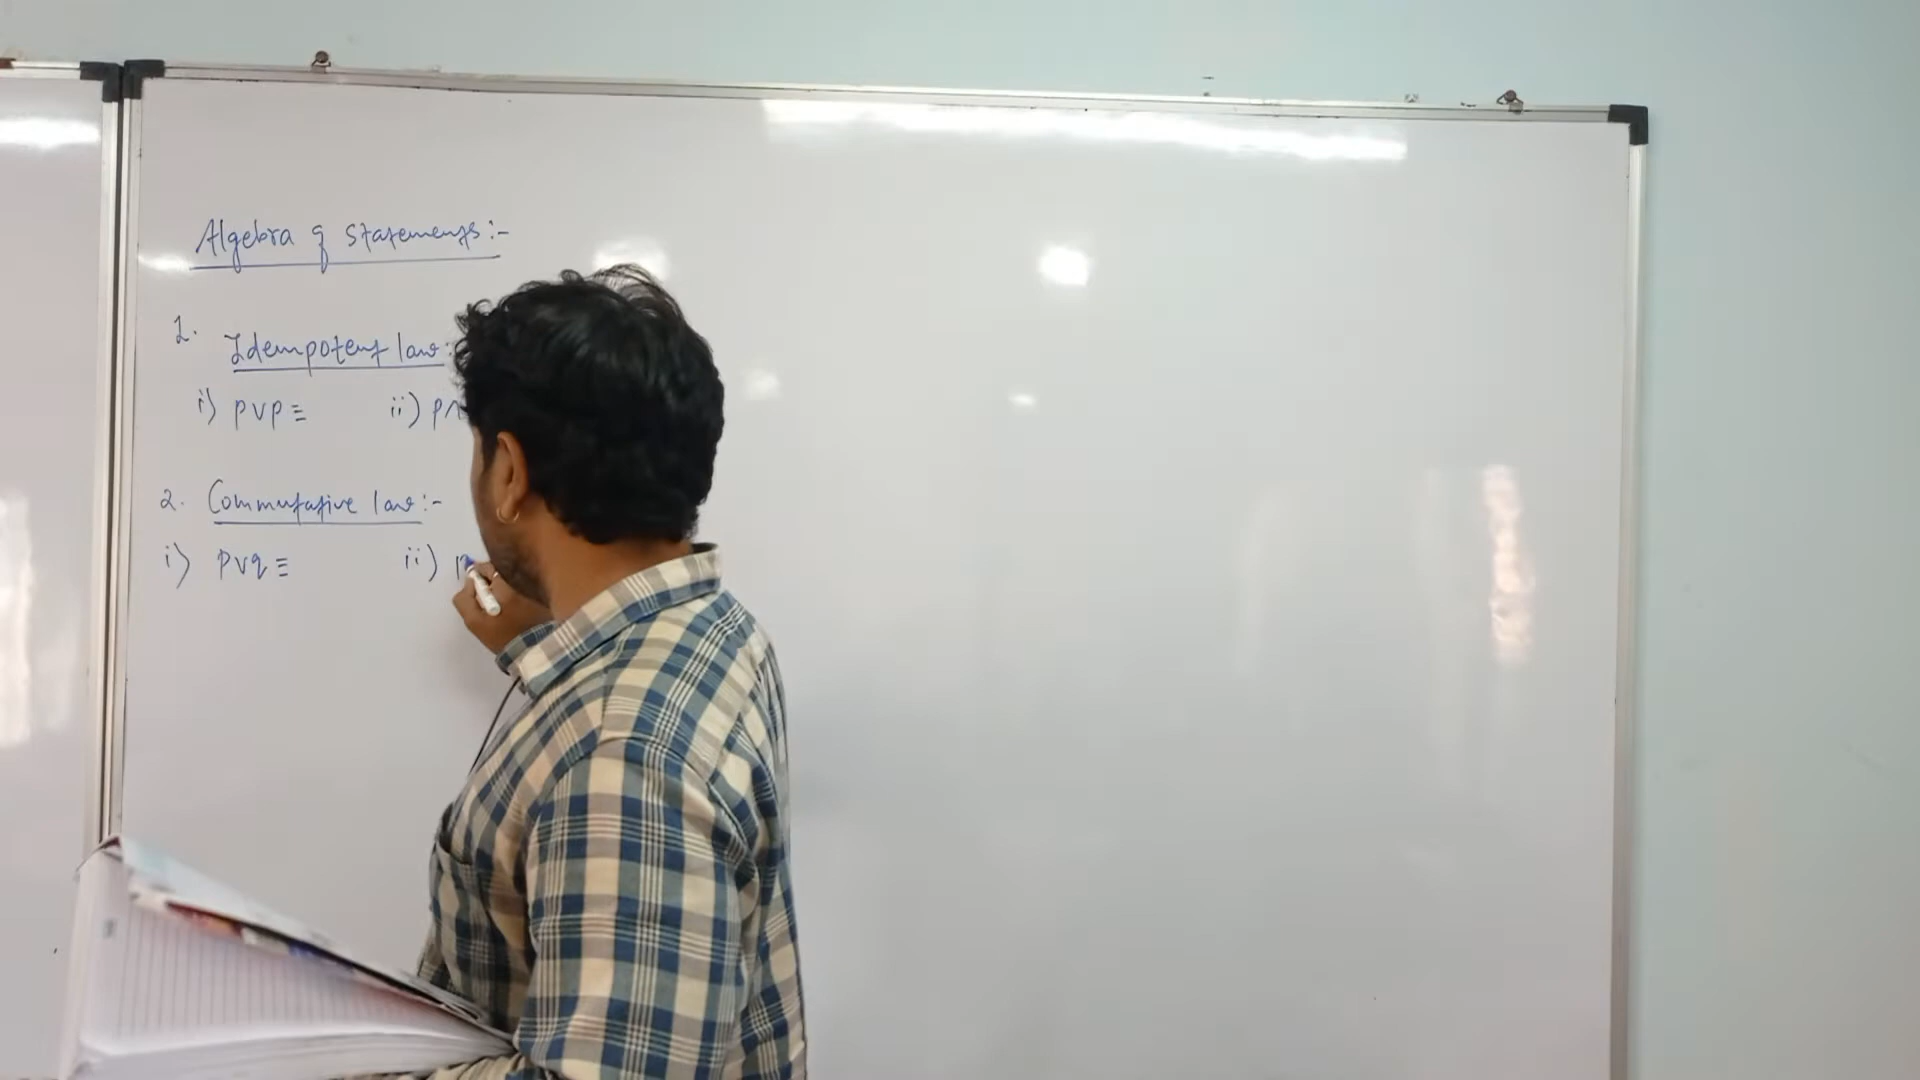 Algebra of statements:-
1. Idempotent law:
i) p∨p ≡ ii) p∧
2. Commutative law:-
i) p∨q ≡ ii) p